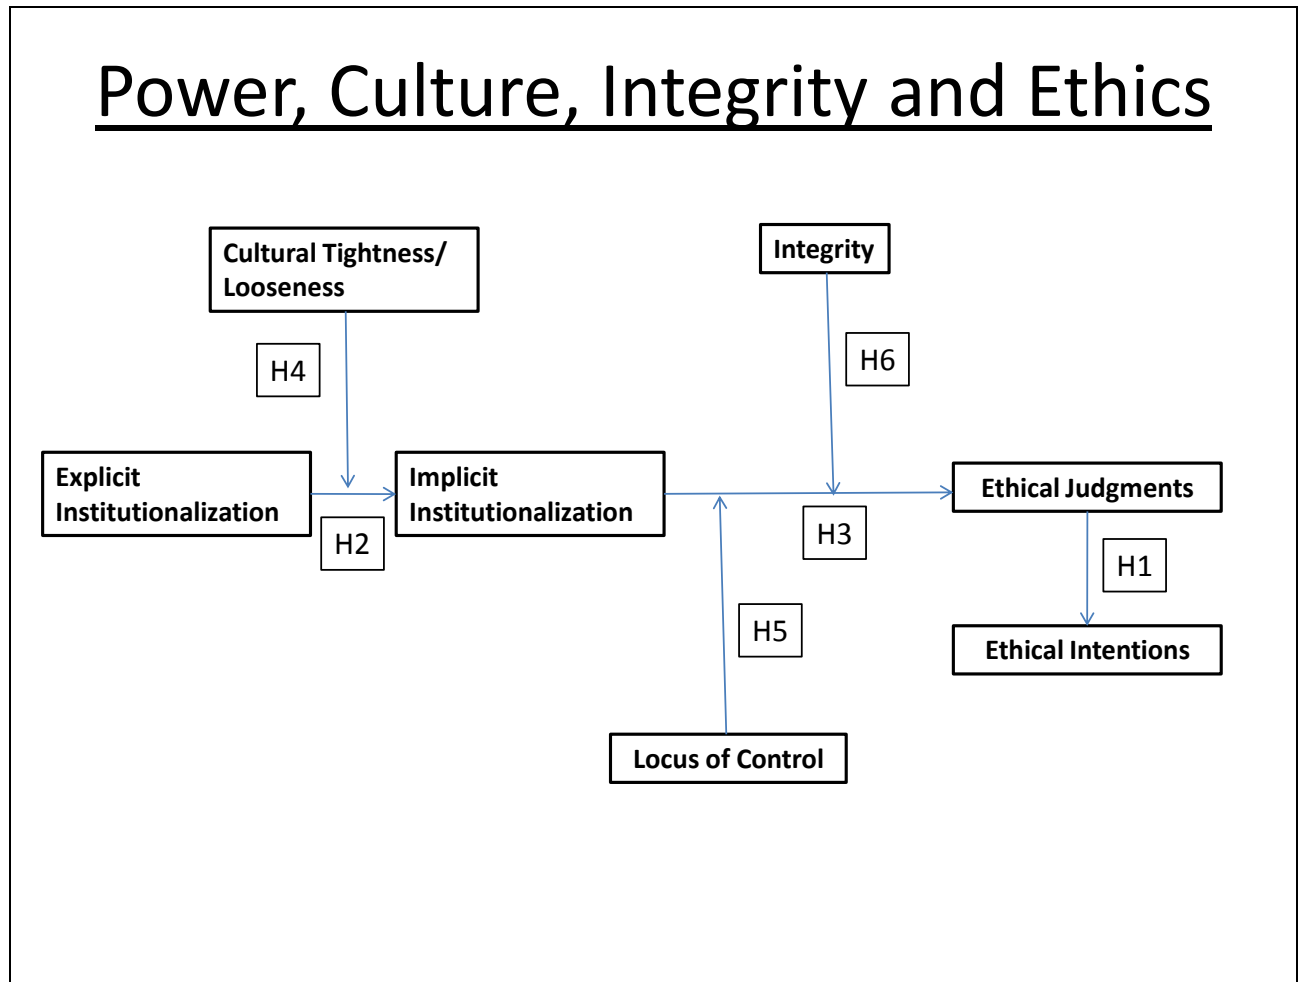 Power, Culture, Integrity and Ethics
Cultural Tightness/
Looseness
Integrity
H4
H6
Explicit
Institutionalization
Implicit
Institutionalization
Ethical Judgments
H2
H3
H1
H5
Ethical Intentions
Locus of Control